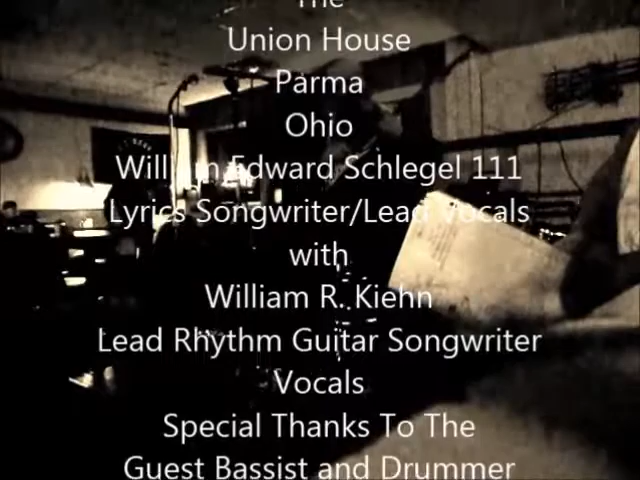 The
Union House
Parma
Ohio
William Edward Schlegel 111
Lyrics Songwriter/Lead Vocals
with
William R. Kiehn
Lead Rhythm Guitar Songwriter
Vocals
Special Thanks To The
Guest Bassist and Drummer